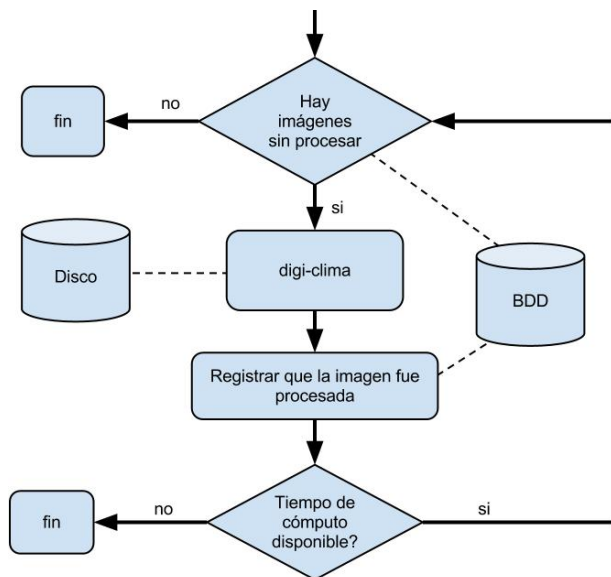 Hay
imágenes
sin procesar
no
fin
si
Disco
digi-clima
BDD
Registrar que la imagen fue
procesada
Tiempo de
cómputo
disponible?
no
fin
si